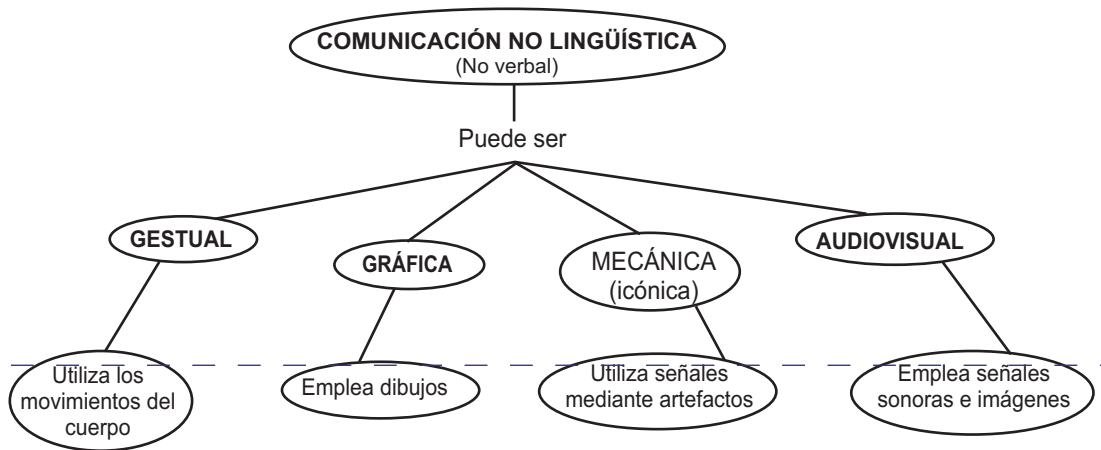 COMUNICACIÓN NO LINGÜÍSTICA
(No verbal)
Puede ser
GESTUAL
GRÁFICA
MECÁNICA
(icónica)
AUDIOVISUAL
Utiliza los
movimientos del
cuerpo
Emplea dibujos
Utiliza señales
mediante artefactos
Emplea señales
sonoras e imágenes